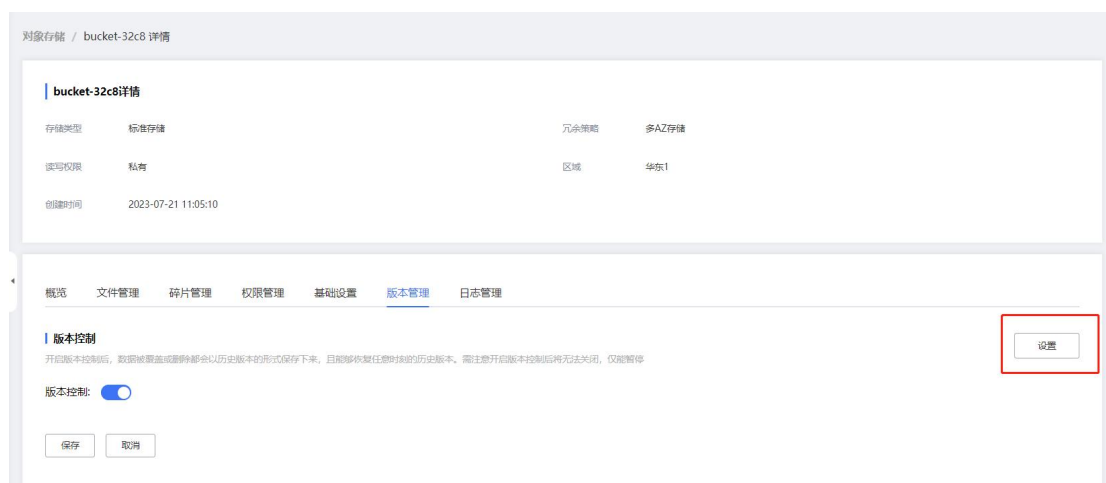 对象存储 / bucket-32c8 详情
bucket-32c8详情
存储类型 标准存储 冗余策略 多AZ存储
读写权限 私有 区域 华东1
创建时间 2023-07-21 11:05:10
概览 文件管理 碎片管理 权限管理 基础设置 版本管理 日志管理
版本控制
设置
开启版本控制后，数据被覆盖或删除都会以历史版本的形式保存下来，且能够恢复任意时刻的历史版本。需注意开启版本控制后将无法关闭，仅能暂停
版本控制:
保存 取消